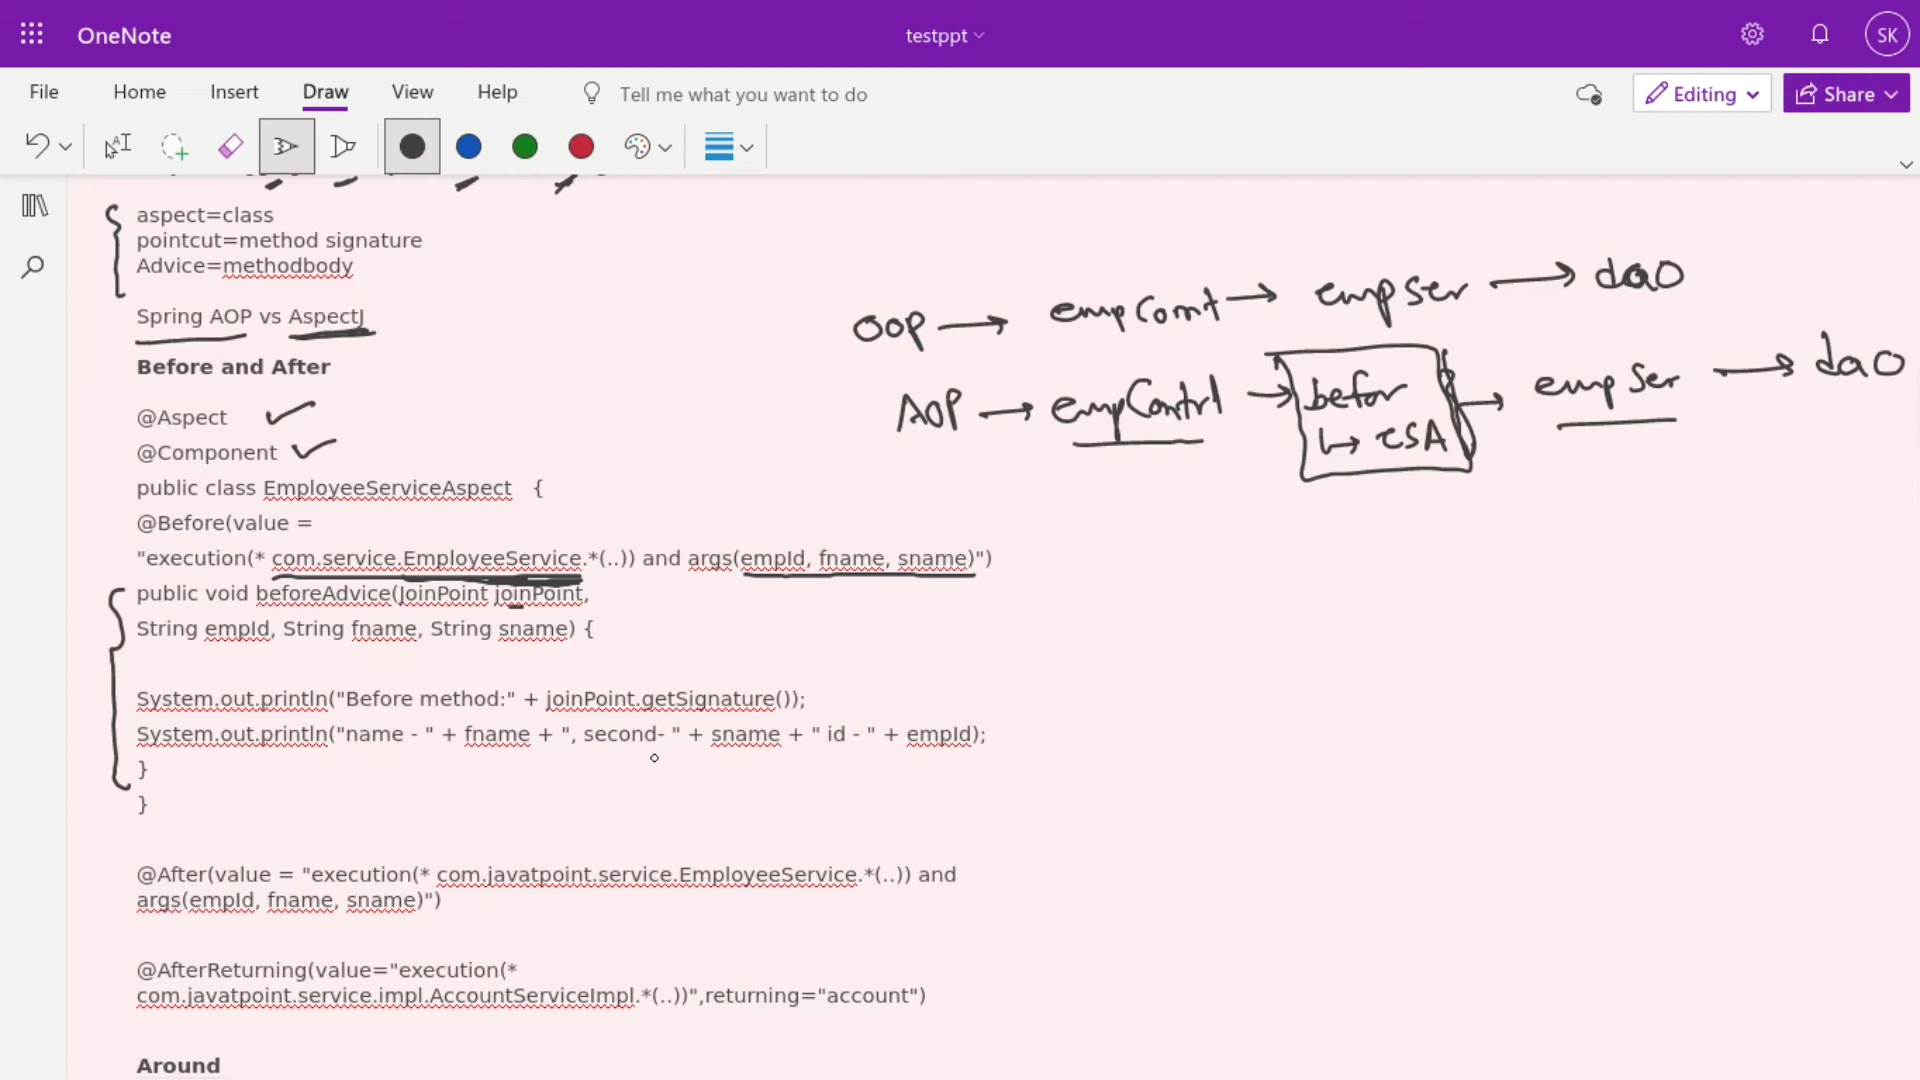 OneNote
testppt
SK
File
Home
Insert
Draw
View
Help
Tell me what you want to do
Editing
Share
aspect=class
pointcut=method signature
Advice=methodbody
Spring AOP vs AspectJ
Before and After
@Aspect
@Component
public class EmployeeServiceAspect {
@Before(value =
"execution(* com.service.EmployeeService.*(..)) and args(empId, fname, sname)")
public void beforeAdvice(JoinPoint joinPoint,
String empId, String fname, String sname) {
System.out.println("Before method:" + joinPoint.getSignature());
System.out.println("name - " + fname + ", second- " + sname + " id - " + empId);
}
}
@After(value = "execution(* com.javatpoint.service.EmployeeService.*(..)) and
args(empId, fname, sname)")
@AfterReturning(value="execution(*
com.javatpoint.service.impl.AccountServiceImpl.*(..))",returning="account")
Around
OOP → empComt → empSer → dao
AOP → empContrl → befor → empSer → dao
↳ ESA